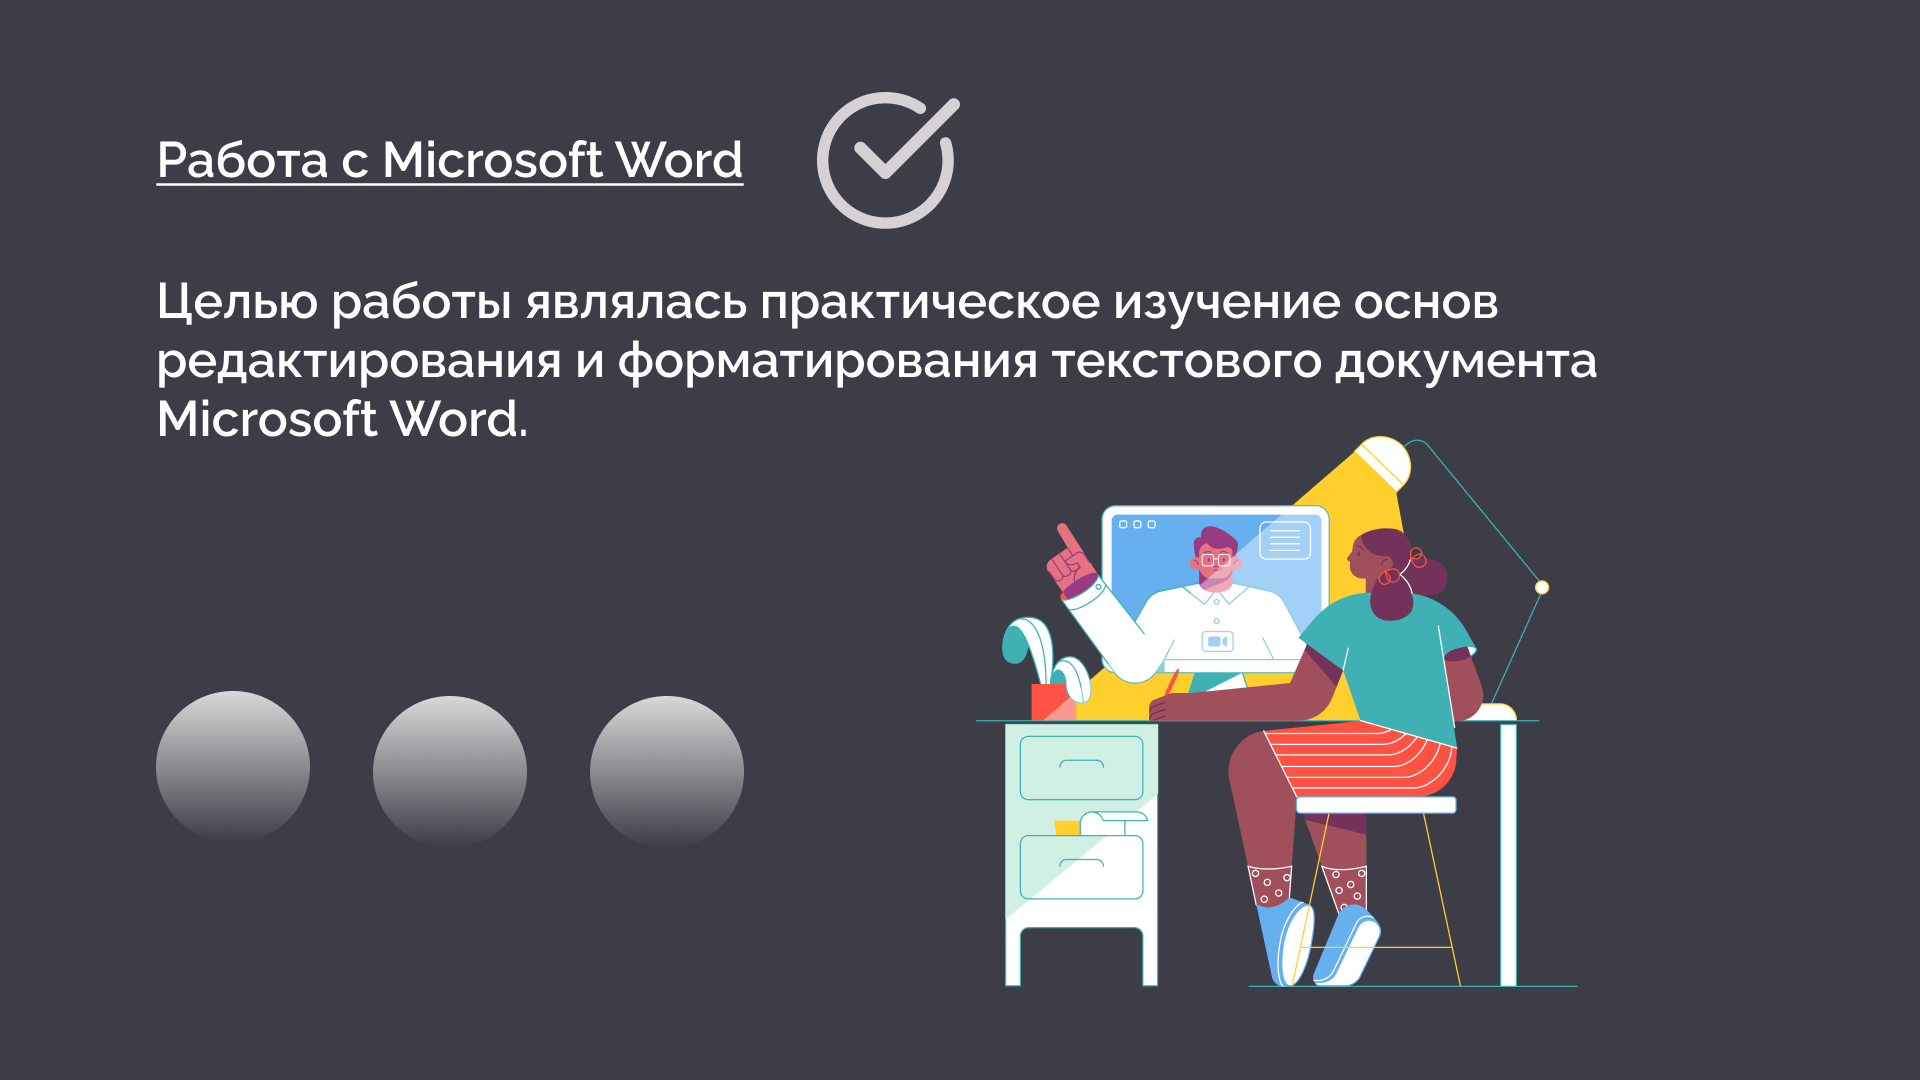 Работа с Microsoft Word
Целью работы являлась практическое изучение основ
редактирования и форматирования текстового документа
Microsoft Word.